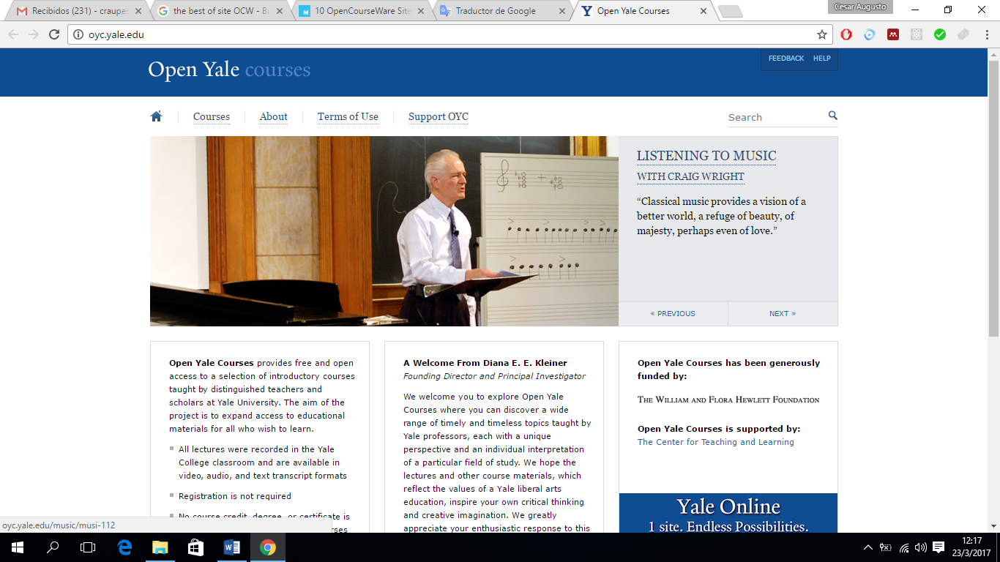 Recibidos (231) - craupes
the best of site OCW - Bu
10 OpenCourseWare Site
Traductor de Google
Open Yale Courses
Cesar Augusto
oyc.yale.edu
FEEDBACK HELP
Open Yale courses
Courses About Terms of Use Support OYC
Search
LISTENING TO MUSIC
WITH CRAIG WRIGHT
“Classical music provides a vision of a
better world, a refuge of beauty, of
majesty, perhaps even of love.”
« PREVIOUS NEXT »
Open Yale Courses provides free and open
access to a selection of introductory courses
taught by distinguished teachers and
scholars at Yale University. The aim of the
project is to expand access to educational
materials for all who wish to learn.
All lectures were recorded in the Yale
College classroom and are available in
video, audio, and text transcript formats
Registration is not required
No course credit, degree, or certificate is
A Welcome From Diana E. E. Kleiner
Founding Director and Principal Investigator
We welcome you to explore Open Yale
Courses where you can discover a wide
range of timely and timeless topics taught by
Yale professors, each with a unique
perspective and an individual interpretation
of a particular field of study. We hope the
lectures and other course materials, which
reflect the values of a Yale liberal arts
education, inspire your own critical thinking
and creative imagination. We greatly
appreciate your enthusiastic response to this
Open Yale Courses has been generously
funded by:
THE WILLIAM AND FLORA HEWLETT FOUNDATION
Open Yale Courses is supported by:
The Center for Teaching and Learning
Yale Online
1 site. Endless Possibilities.
oyc.yale.edu/music/musi-112
12:17
23/3/2017